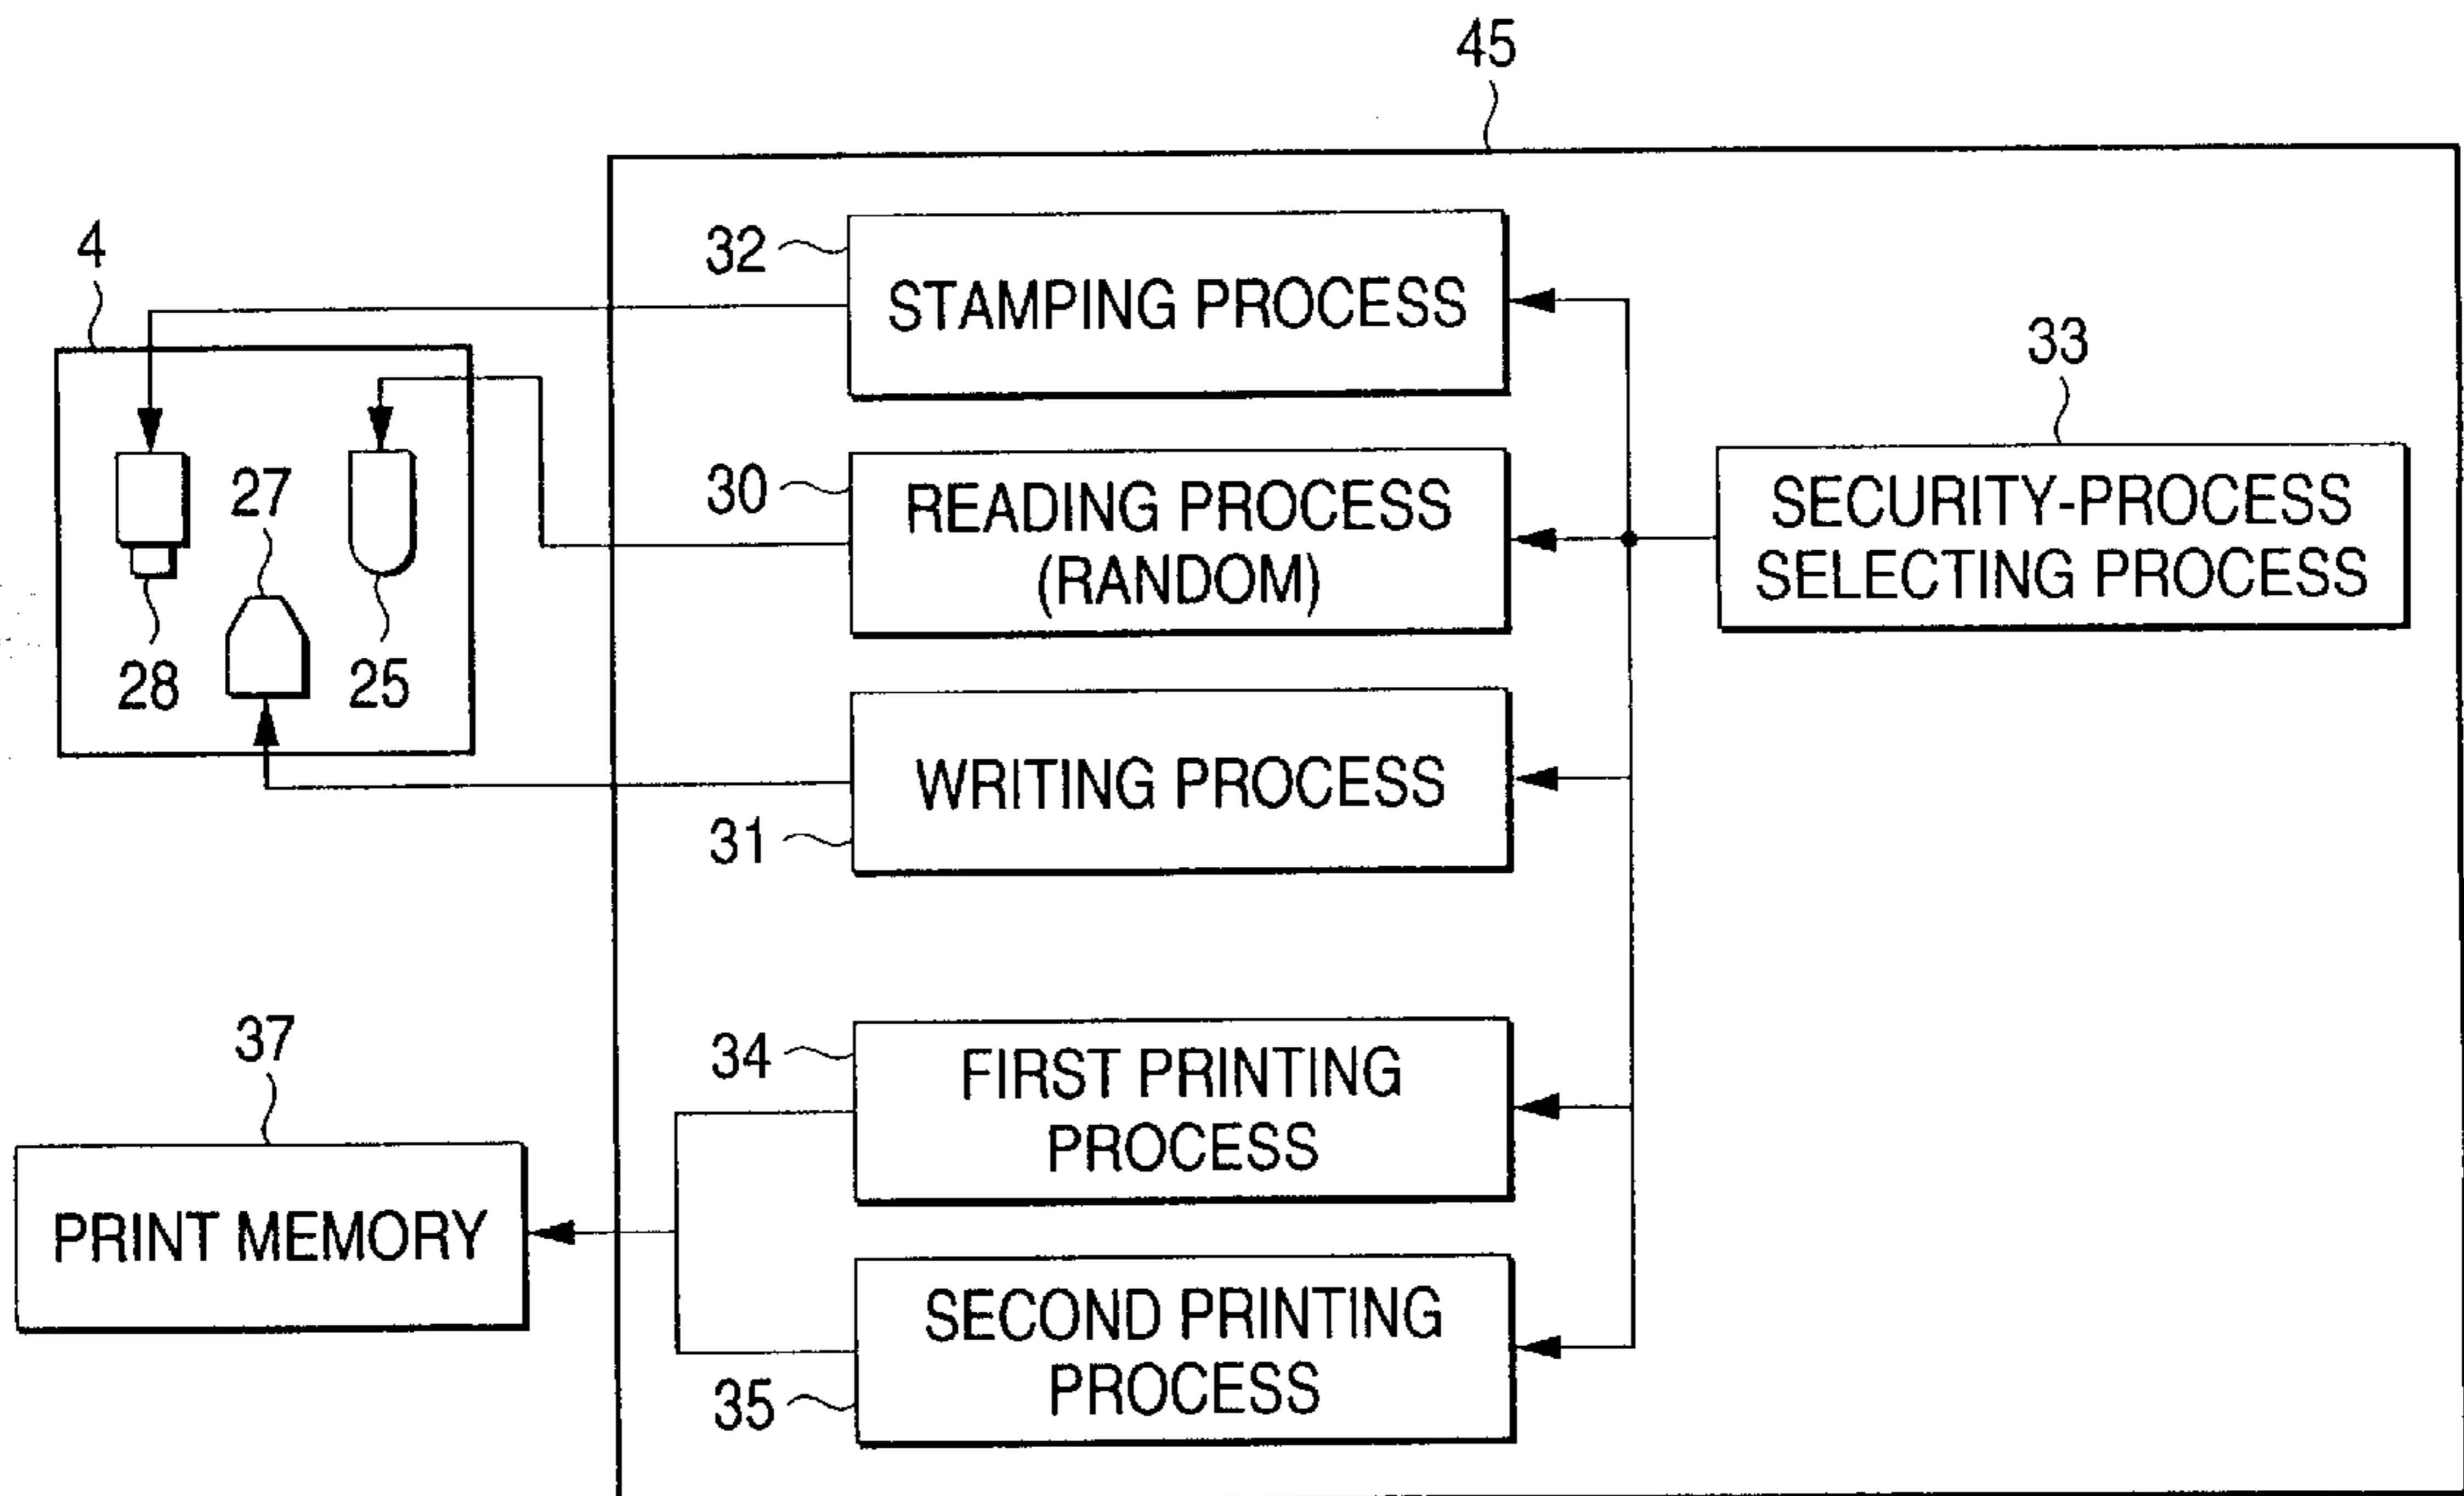 45
4
32
STAMPING PROCESS
33
27
28
25
30
READING PROCESS
(RANDOM)
SECURITY-PROCESS
SELECTING PROCESS
WRITING PROCESS
31
37
PRINT MEMORY
34
FIRST PRINTING
PROCESS
SECOND PRINTING
PROCESS
35